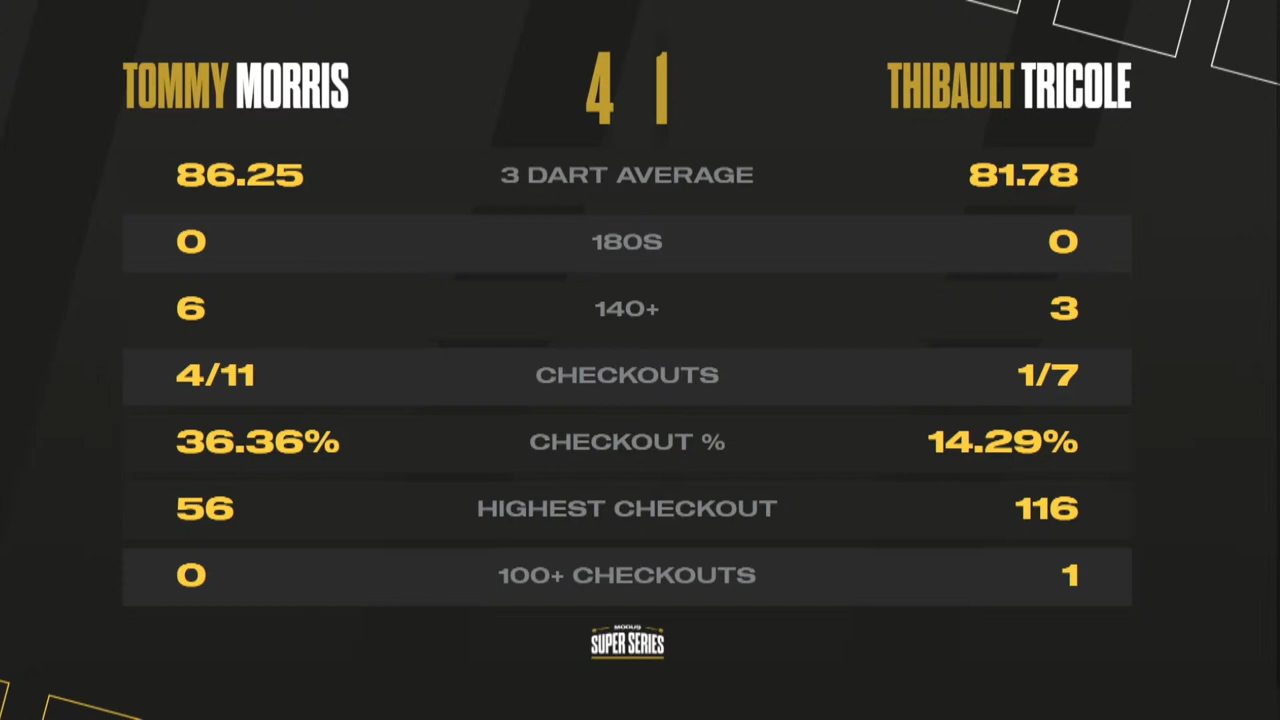 TOMMY MORRIS 4 1 THIBAULT TRICOLE
86.25 3 DART AVERAGE 81.78
0 180S 0
6 140+ 3
4/11 CHECKOUTS 1/7
36.36% CHECKOUT % 14.29%
56 HIGHEST CHECKOUT 116
0 100+ CHECKOUTS 1
MODUS
SUPER SERIES